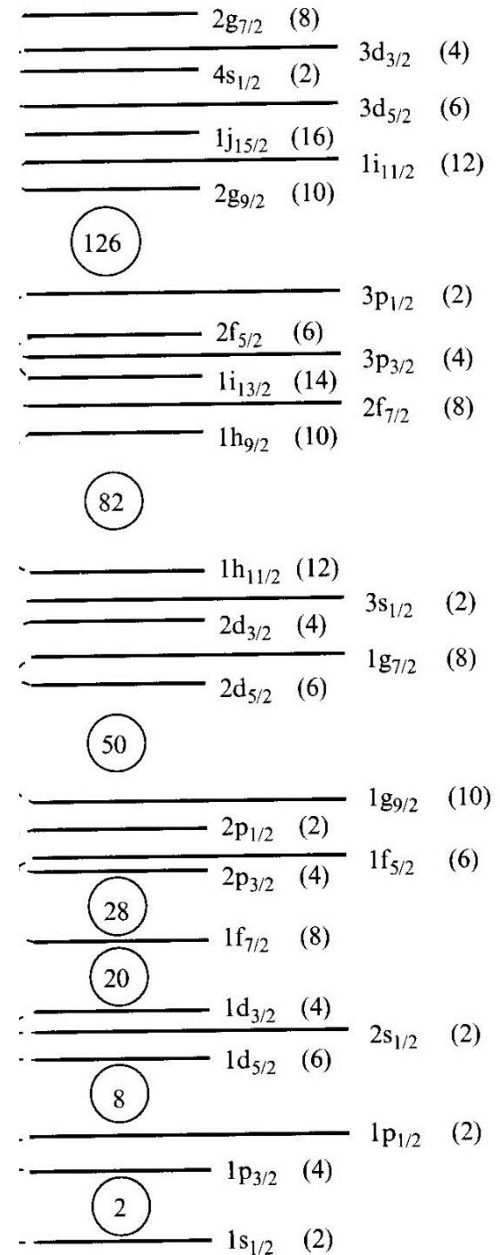 2g7/2 (8)
3d3/2 (4)
4s1/2 (2)
3d5/2 (6)
1j15/2 (16)
1i11/2 (12)
2g9/2 (10)
126
3p1/2 (2)
2f5/2 (6)
3p3/2 (4)
1i13/2 (14)
2f7/2 (8)
1h9/2 (10)
82
1h11/2 (12)
3s1/2 (2)
2d3/2 (4)
1g7/2 (8)
2d5/2 (6)
50
1g9/2 (10)
2p1/2 (2)
1f5/2 (6)
2p3/2 (4)
28
1f7/2 (8)
20
1d3/2 (4)
2s1/2 (2)
1d5/2 (6)
8
1p1/2 (2)
1p3/2 (4)
2
1s1/2 (2)